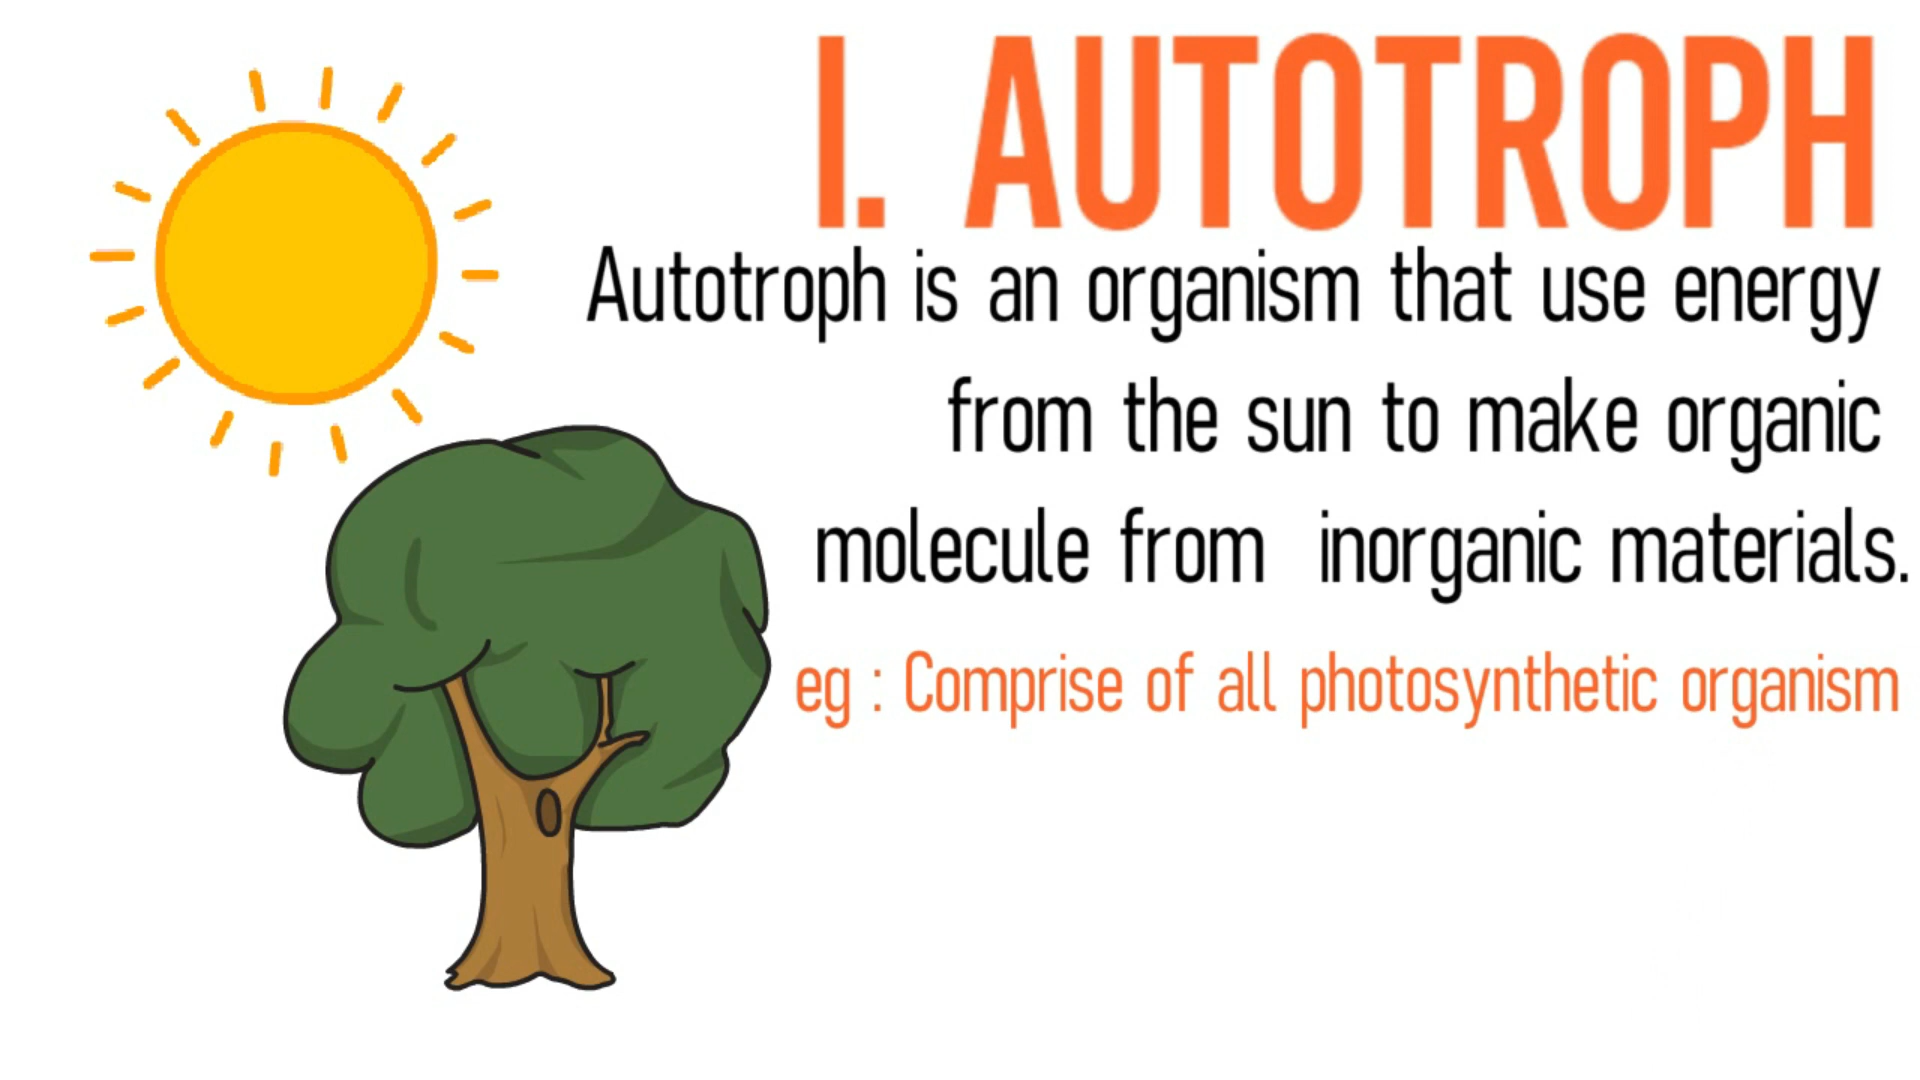 I. AUTOTROPH
Autotroph is an organism that use energy
from the sun to make organic
molecule from  inorganic materials.
eg : Comprise of all photosynthetic organism